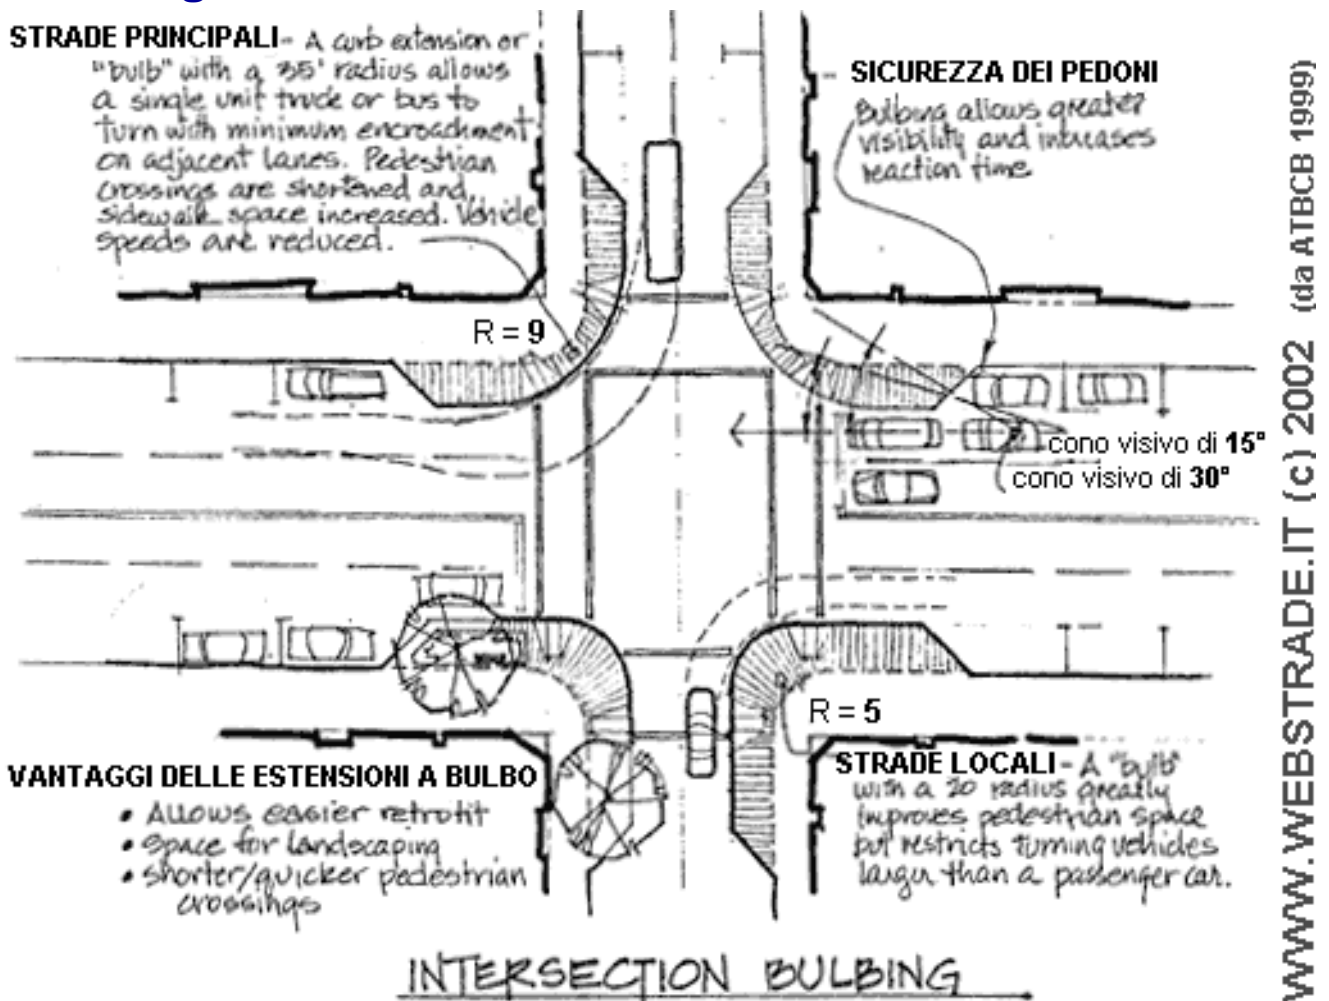 STRADE PRINCIPALI - A curb extension or
"bulb" with a 35' radius allows
a single unit truck or bus to
turn with minimum encroachment
on adjacent lanes. Pedestrian
crossings are shortened and
sidewalk space increased. Vehicle
speeds are reduced.
SICUREZZA DEI PEDONI
Bulbing allows greater
visibility and increases
reaction time
R = 9
cono visivo di 15°
cono visivo di 30°
R = 5
VANTAGGI DELLE ESTENSIONI A BULBO
• Allows easier retrofit
• Space for landscaping
• Shorter/quicker pedestrian
crossings
STRADE LOCALI - A "bulb"
with a 20 radius greatly
improves pedestrian space
but restricts turning vehicles
larger than a passenger car.
INTERSECTION BULBING
WWW.WEBSTRADE.IT (c) 2002 (da ATBCB 1999)